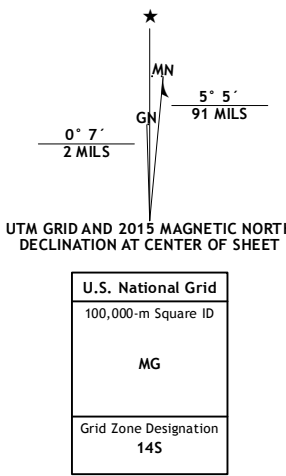 ★
MN
GN
5° 5´
91 MILS
0° 7´
2 MILS
UTM GRID AND 2015 MAGNETIC NORTH
DECLINATION AT CENTER OF SHEET
U.S. National Grid
100,000-m Square ID
MG
Grid Zone Designation
14S